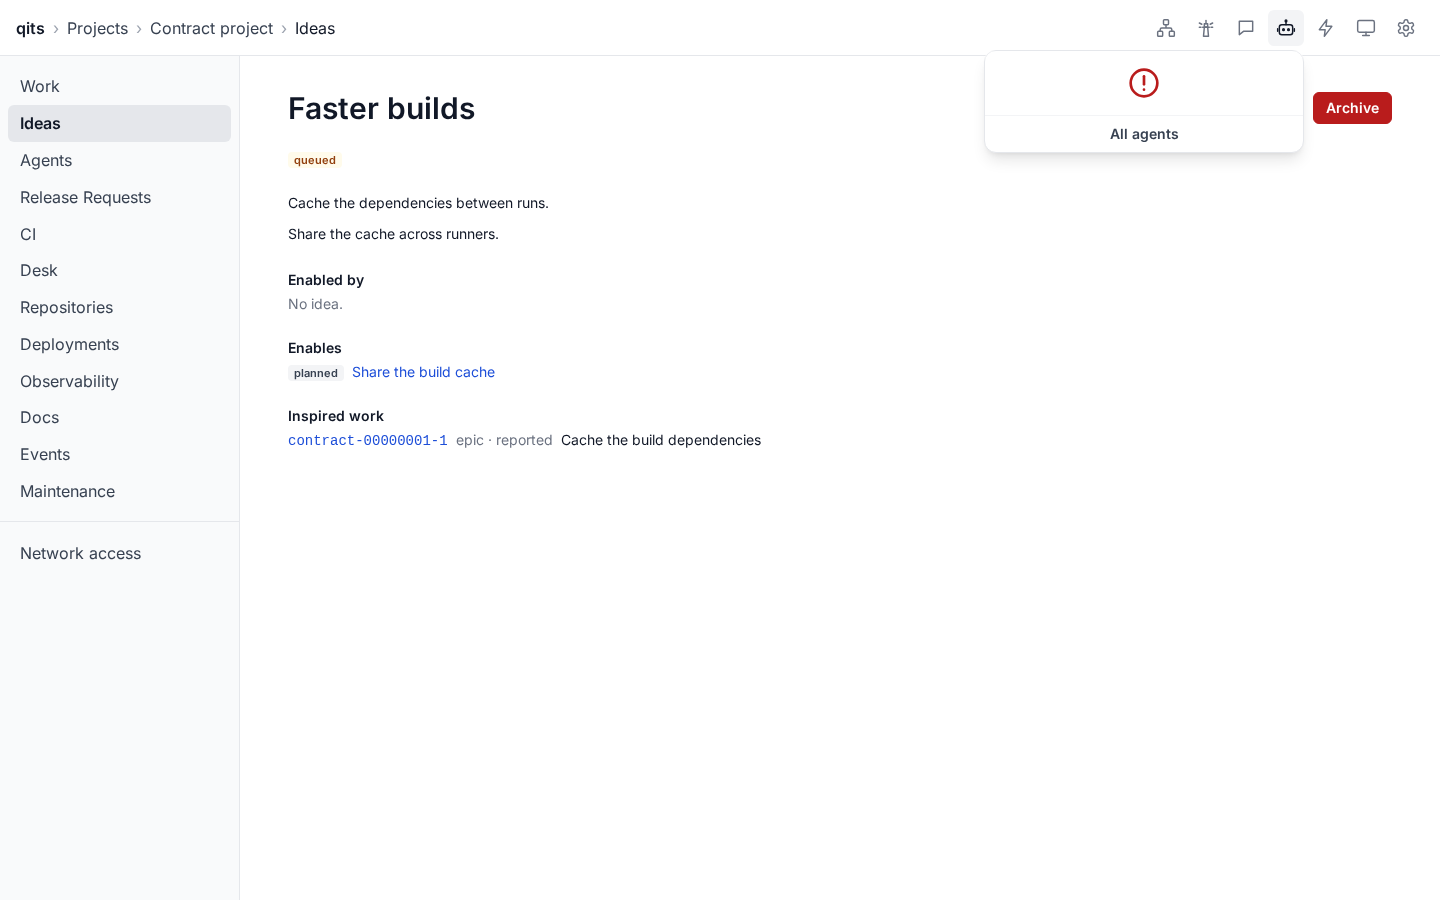 qits › Projects › Contract project › Ideas
Work
Ideas
Agents
Release Requests
CI
Desk
Repositories
Deployments
Observability
Docs
Events
Maintenance
Network access
All agents
Faster builds
Archive
queued
Cache the dependencies between runs.
Share the cache across runners.
Enabled by
No idea.
Enables
planned Share the build cache
Inspired work
contract-00000001-1 epic · reported Cache the build dependencies